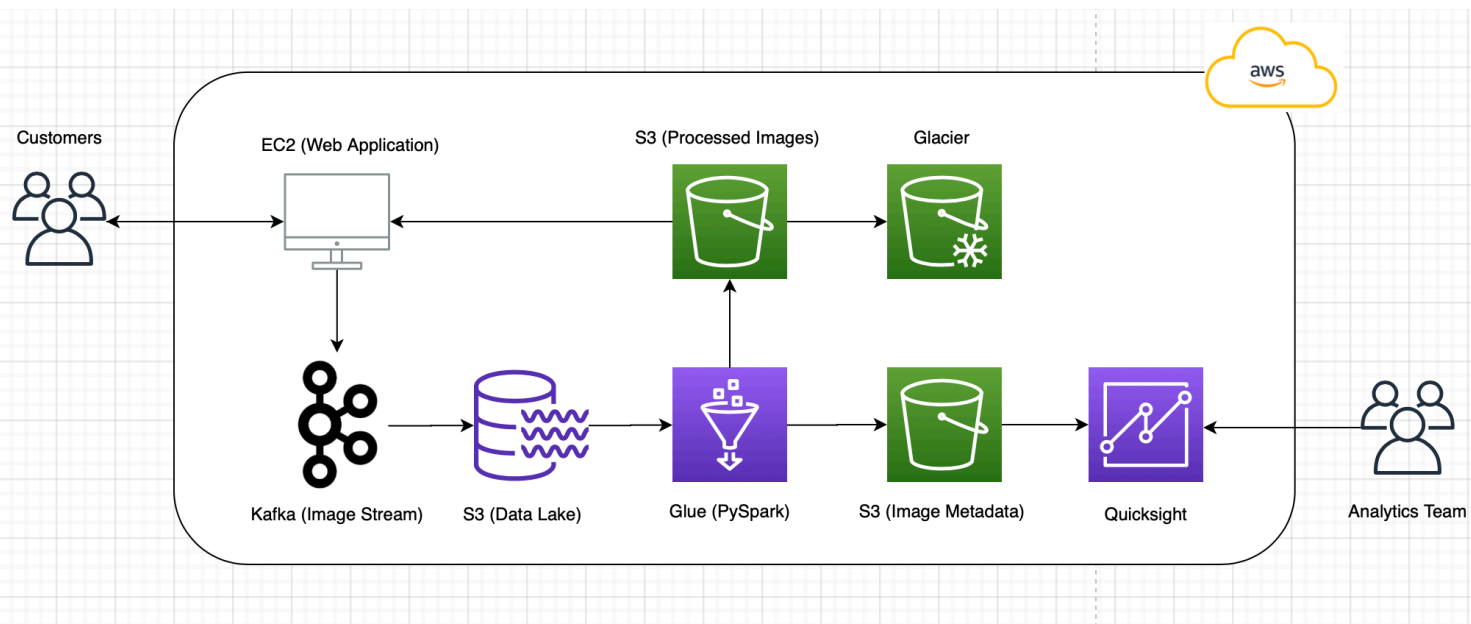 aws
Customers
EC2 (Web Application)
S3 (Processed Images)
Glacier
Kafka (Image Stream)
S3 (Data Lake)
Glue (PySpark)
S3 (Image Metadata)
Quicksight
Analytics Team